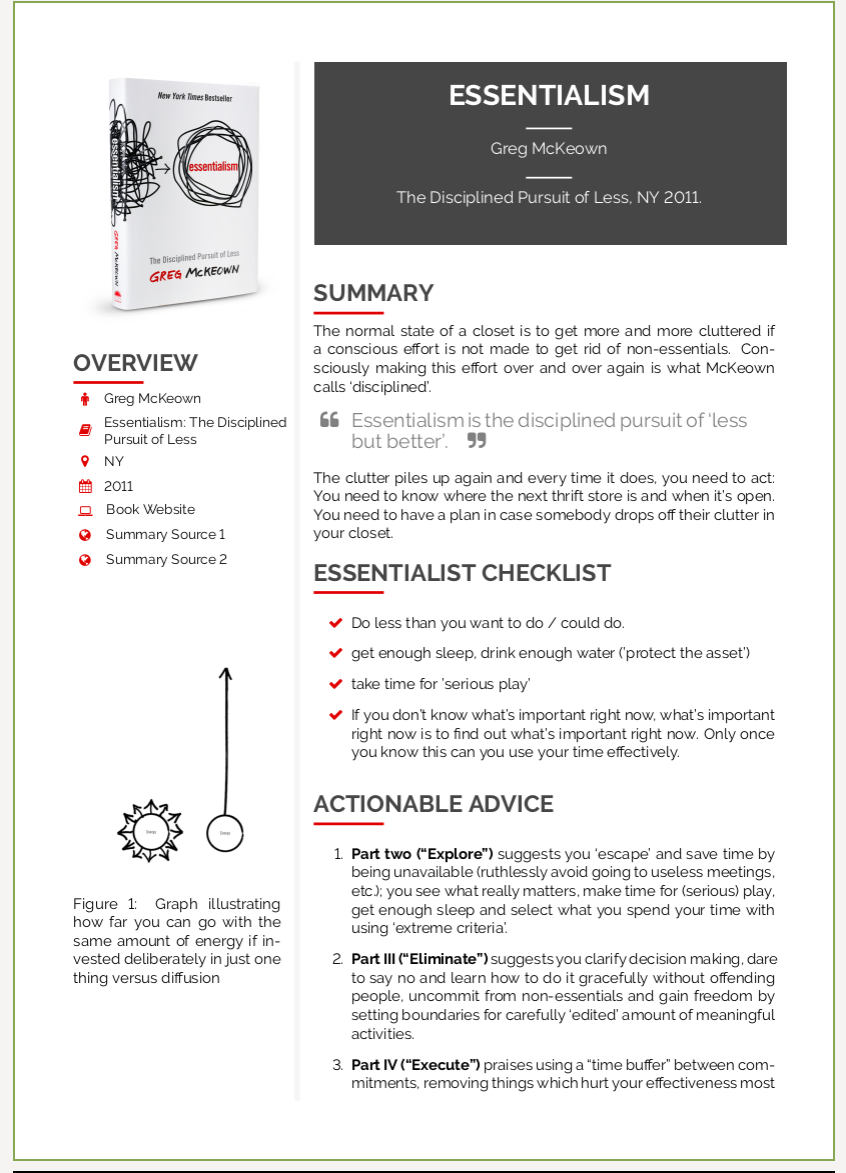 New York Times Bestseller
essentialism
essentialism
The Disciplined Pursuit of Less
GREG MCKEOWN
GREG MCKEOWN
OVERVIEW
Greg McKeown
Essentialism: The Disciplined
Pursuit of Less
NY
2011
Book Website
Summary Source 1
Summary Source 2
Energy
Energy
Figure 1: Graph illustrating
how far you can go with the
same amount of energy if in-
vested deliberately in just one
thing versus diffusion
ESSENTIALISM
Greg McKeown
The Disciplined Pursuit of Less, NY 2011.
SUMMARY
The normal state of a closet is to get more and more cluttered if
a conscious effort is not made to get rid of non-essentials. Con-
sciously making this effort over and over again is what McKeown
calls ‘disciplined’.
“ Essentialism is the disciplined pursuit of ‘less
but better’. ”
The clutter piles up again and every time it does, you need to act:
You need to know where the next thrift store is and when it’s open.
You need to have a plan in case somebody drops off their clutter in
your closet.
ESSENTIALIST CHECKLIST
Do less than you want to do / could do.
get enough sleep, drink enough water (’protect the asset’)
take time for ’serious play’
If you don’t know what’s important right now, what’s important
right now is to find out what’s important right now. Only once
you know this can you use your time effectively.
ACTIONABLE ADVICE
1. Part two (“Explore”) suggests you ‘escape’ and save time by
being unavailable (ruthlessly avoid going to useless meetings,
etc.); you see what really matters, make time for (serious) play,
get enough sleep and select what you spend your time with
using ‘extreme criteria’.
2. Part III (“Eliminate”) suggests you clarify decision making, dare
to say no and learn how to do it gracefully without offending
people, uncommit from non-essentials and gain freedom by
setting boundaries for carefully ‘edited’ amount of meaningful
activities.
3. Part IV (“Execute”) praises using a “time buffer” between com-
mitments, removing things which hurt your effectiveness most